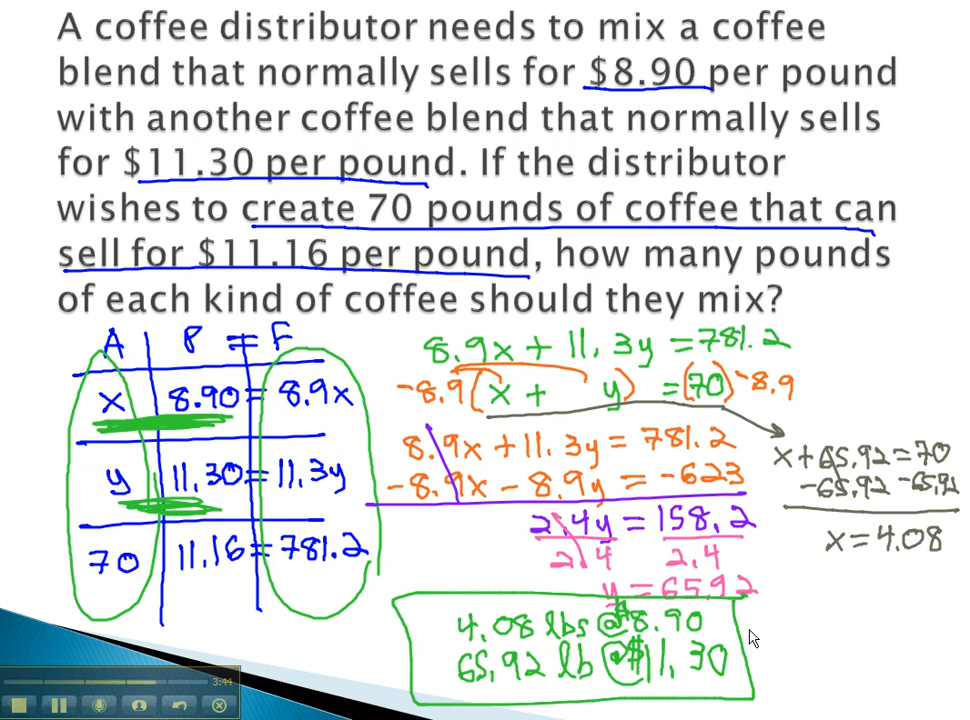 A coffee distributor needs to mix a coffee
blend that normally sells for $8.90 per pound
with another coffee blend that normally sells
for $11.30 per pound. If the distributor
wishes to create 70 pounds of coffee that can
sell for $11.16 per pound, how many pounds
of each kind of coffee should they mix?
A P = F
x 8.90 = 8.9x
y 11.30 = 11.3y
70 11.16 = 781.2
8.9x + 11.3y = 781.2
-8.9 (x + y) = (70) -8.9
8.9x + 11.3y = 781.2
-8.9x - 8.9y = -623
2.4y = 158.2
2.4 2.4
y = 65.92
x + 65.92 = 70
-65.92 -65.92
x = 4.08
4.08 lbs @ $8.90
65.92 lb @ $11.30
3:44